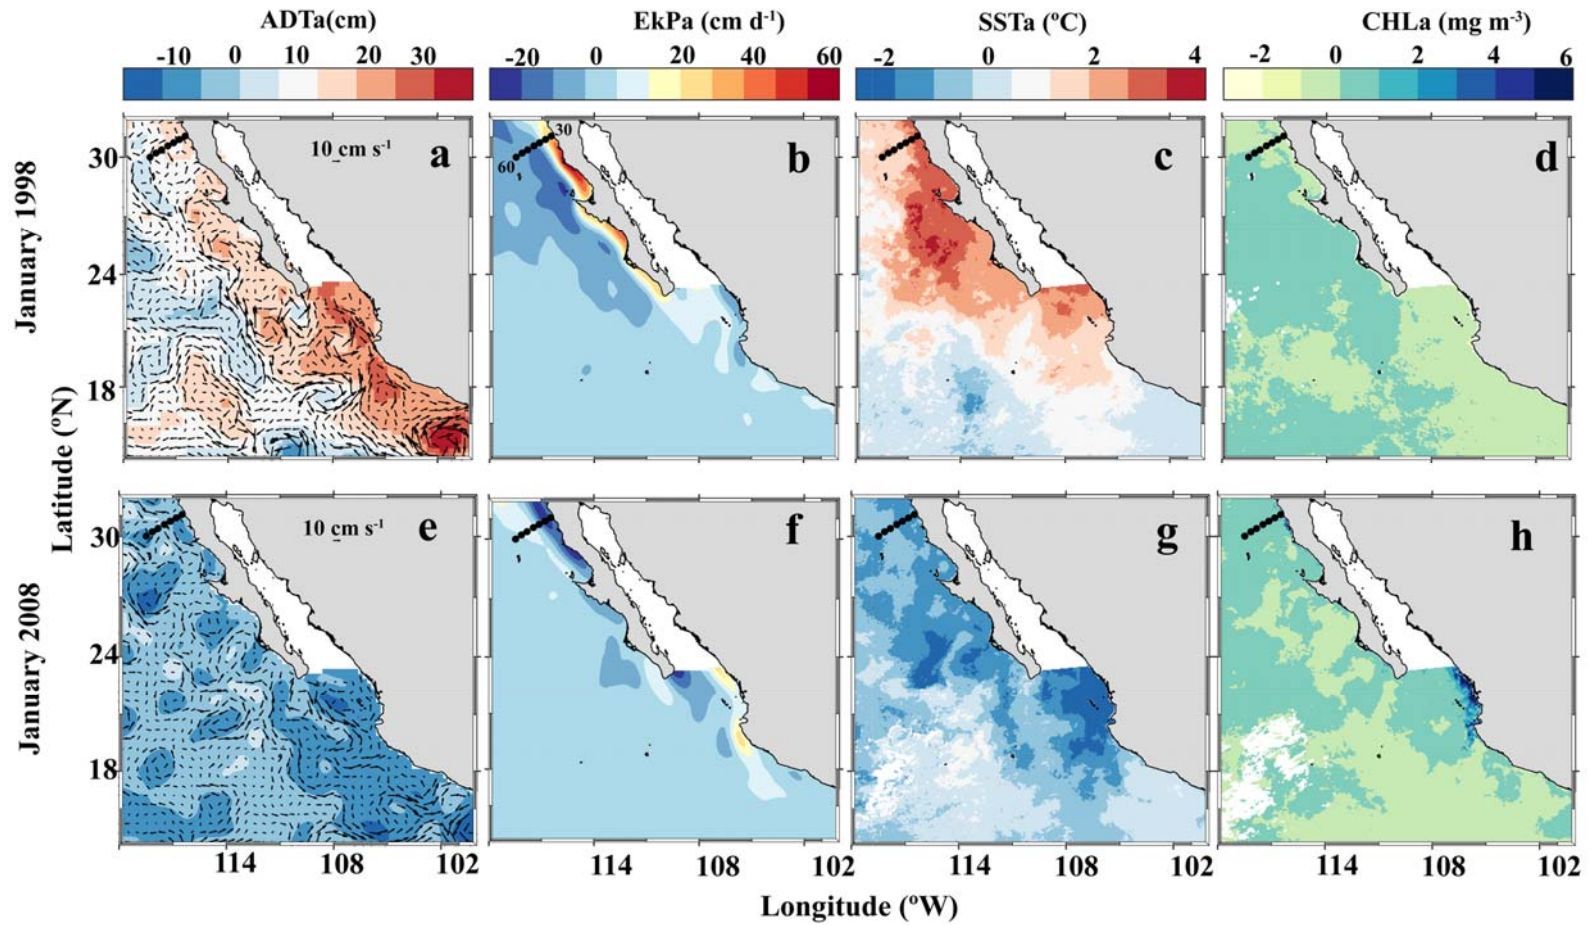 ADTa(cm) EkPa (cm d⁻¹) SSTa (ºC) CHLa (mg m⁻³)
-10 0 10 20 30 -20 0 20 40 60 -2 0 2 4 -2 0 2 4 6
January 1998
30 24 18
10 cm s⁻¹ a
30 60 b
c
d
Latitude (ºN)
January 2008
30 24 18
10 cm s⁻¹ e
f
g
h
114 108 102 114 108 102 114 108 102 114 108 102
Longitude (ºW)